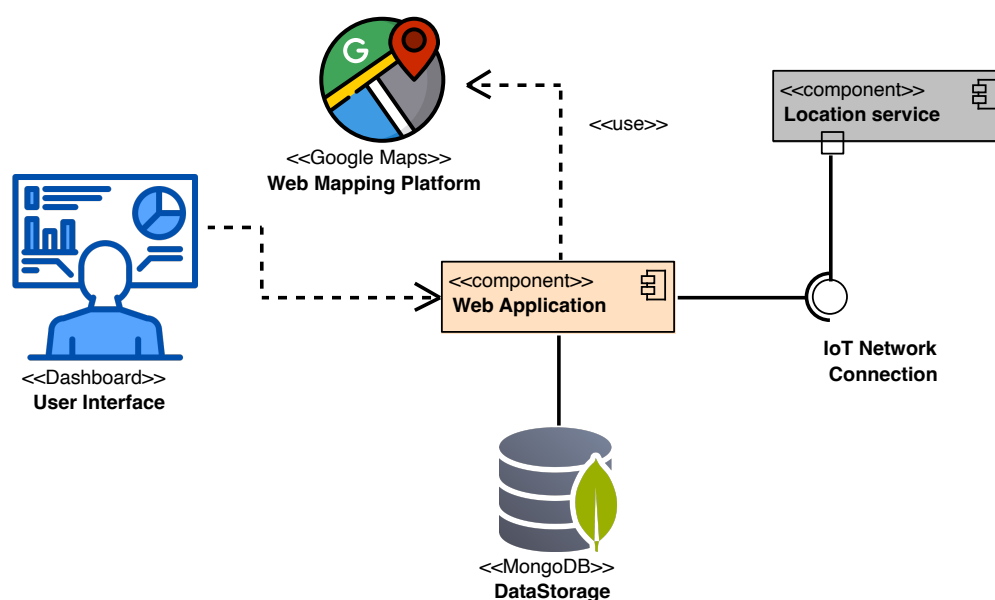 G
<<Google Maps>>
Web Mapping Platform
<<use>>
<<component>>
Location service
<<Dashboard>>
User Interface
<<component>>
Web Application
IoT Network
Connection
<<MongoDB>>
DataStorage